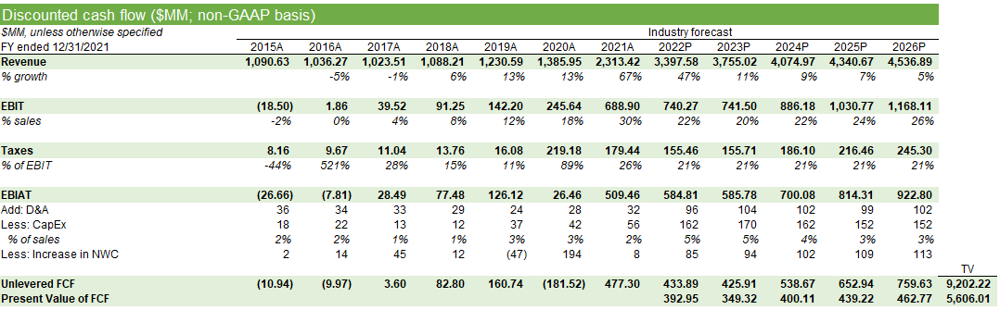 Discounted cash flow ($MM; non-GAAP basis)
$MM, unless otherwise specified Industry forecast
FY ended 12/31/2021 2015A 2016A 2017A 2018A 2019A 2020A 2021A 2022P 2023P 2024P 2025P 2026P
Revenue 1,090.63 1,036.27 1,023.51 1,088.21 1,230.59 1,385.95 2,313.42 3,397.58 3,755.02 4,074.97 4,340.67 4,536.89
% growth -5% -1% 6% 13% 13% 67% 47% 11% 9% 7% 5%
EBIT (18.50) 1.86 39.52 91.25 142.20 245.64 688.90 740.27 741.50 886.18 1,030.77 1,168.11
% sales -2% 0% 4% 8% 12% 18% 30% 22% 20% 22% 24% 26%
Taxes 8.16 9.67 11.04 13.76 16.08 219.18 179.44 155.46 155.71 186.10 216.46 245.30
% of EBIT -44% 521% 28% 15% 11% 89% 26% 21% 21% 21% 21% 21%
EBIAT (26.66) (7.81) 28.49 77.48 126.12 26.46 509.46 584.81 585.78 700.08 814.31 922.80
Add: D&A 36 34 33 29 24 28 32 96 104 102 99 102
Less: CapEx 18 22 13 12 37 42 56 162 170 162 152 152
% of sales 2% 2% 1% 1% 3% 3% 2% 5% 5% 4% 3% 3%
Less: Increase in NWC 2 14 45 12 (47) 194 8 85 94 102 109 113
TV
Unlevered FCF (10.94) (9.97) 3.60 82.80 160.74 (181.52) 477.30 433.89 425.91 538.67 652.94 759.63 9,202.22
Present Value of FCF 392.95 349.32 400.11 439.22 462.77 5,606.01